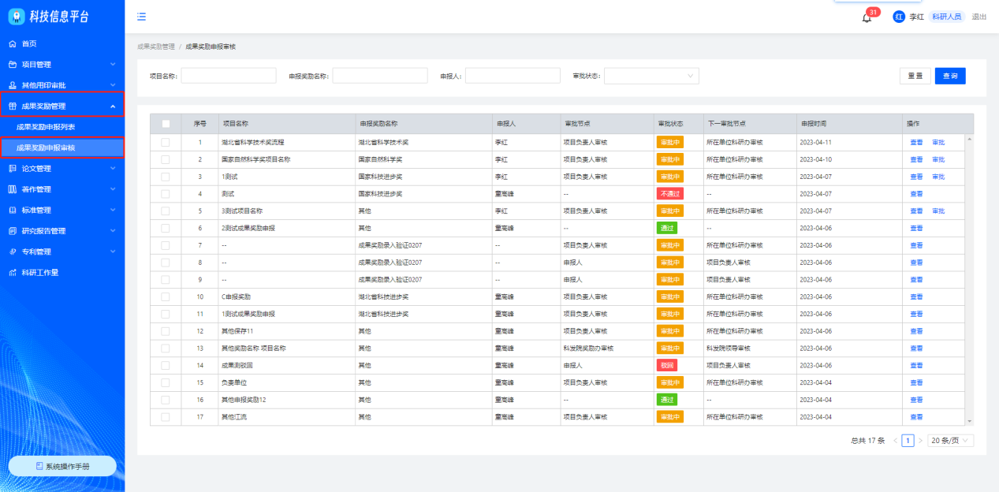 科技信息平台
31
红 李红 科研人员 退出
首页
项目管理
其他用印审批
成果奖励管理
成果奖励申报列表
成果奖励申报审核
论文管理
著作管理
标准管理
研究报告管理
专利管理
科研工作量
系统操作手册
成果奖励管理 / 成果奖励申报审核
项目名称: 申报奖励名称: 申报人: 审批状态: 重置 查询
序号 项目名称 申报奖励名称 申报人 审批节点 审批状态 下一审批节点 申报时间 操作
1 湖北省科学技术奖流程 湖北省科学技术奖 李红 项目负责人审核 审批中 所在单位科研办审核 2023-04-11 查看 审批
2 国家自然科学奖项目名称 国家自然科学奖 李红 项目负责人审核 审批中 所在单位科研办审核 2023-04-10 查看 审批
3 1测试 国家科技进步奖 李红 项目负责人审核 审批中 所在单位科研办审核 2023-04-07 查看 审批
4 测试 国家科技进步奖 童高峰 -- 不通过 -- 2023-04-07 查看
5 3测试项目名称 其他 李红 项目负责人审核 审批中 所在单位科研办审核 2023-04-07 查看 审批
6 2测试成果奖励申报 其他 童高峰 -- 通过 -- 2023-04-06 查看
7 -- 成果奖励录入验证0207 -- 项目负责人审核 审批中 所在单位科研办审核 2023-04-06 查看
8 -- 成果奖励录入验证0207 -- 申报人 审批中 项目负责人审核 2023-04-06 查看
9 -- 成果奖励录入验证0207 -- 申报人 审批中 项目负责人审核 2023-04-06 查看
10 C申报奖励 湖北省科技进步奖 童高峰 项目负责人审核 审批中 所在单位科研办审核 2023-04-06 查看
11 1测试成果奖励申报 湖北省科技进步奖 童高峰 项目负责人审核 审批中 所在单位科研办审核 2023-04-06 查看
12 其他保存11 其他 童高峰 项目负责人审核 审批中 所在单位科研办审核 2023-04-06 查看
13 其他奖励名称 项目名称 其他 童高峰 科发院奖励办审核 审批中 科发院领导审核 2023-04-06 查看
14 成果测驳回 其他 童高峰 申报人 驳回 项目负责人审核 2023-04-06 查看
15 负责单位 其他 童高峰 项目负责人审核 审批中 所在单位科研办审核 2023-04-04 查看
16 其他申报奖励12 其他 童高峰 -- 通过 -- 2023-04-04 查看
17 其他江流 其他 童高峰 项目负责人审核 审批中 所在单位科研办审核 2023-04-04 查看
总共 17 条 < 1 > 20 条/页